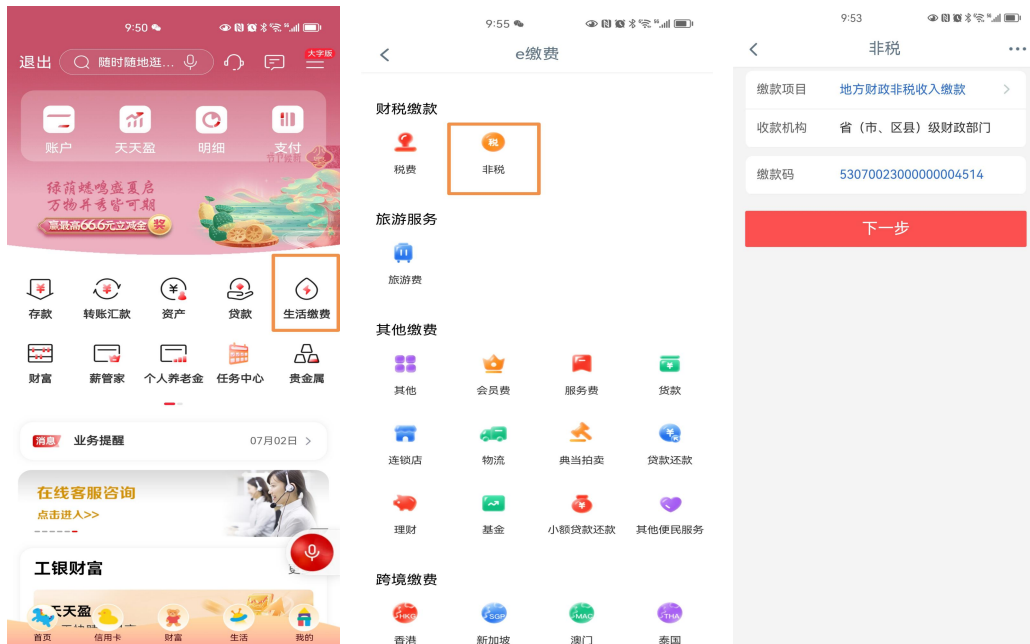 9:50
退出
随时随地逛...
大字版
账户
天天盈
明细
支付
绿荫蟋鸣盛夏启
万物并秀皆可期
赢最高66.6元立减金 奖
存款
转账汇款
资产
贷款
生活缴费
财富
薪管家
个人养老金
任务中心
贵金属
消息 业务提醒 07月02日
在线客服咨询
点击进人>>
工银财富
天天盈
首页
信用卡
财富
生活
我的
9:55
e缴费
财税缴款
税
税费
非税
旅游服务
旅游费
其他缴费
其他
会员费
服务费
货款
连锁店
物流
典当拍卖
贷款还款
理财
基金
小额贷款还款
其他便民服务
跨境缴费
HKG
SGP
MAC
THA
香港
新加坡
澳门
泰国
9:53
非税
缴款项目 地方财政非税收入缴款
收款机构 省（市、区县）级财政部门
缴款码 53070023000000004514
下一步